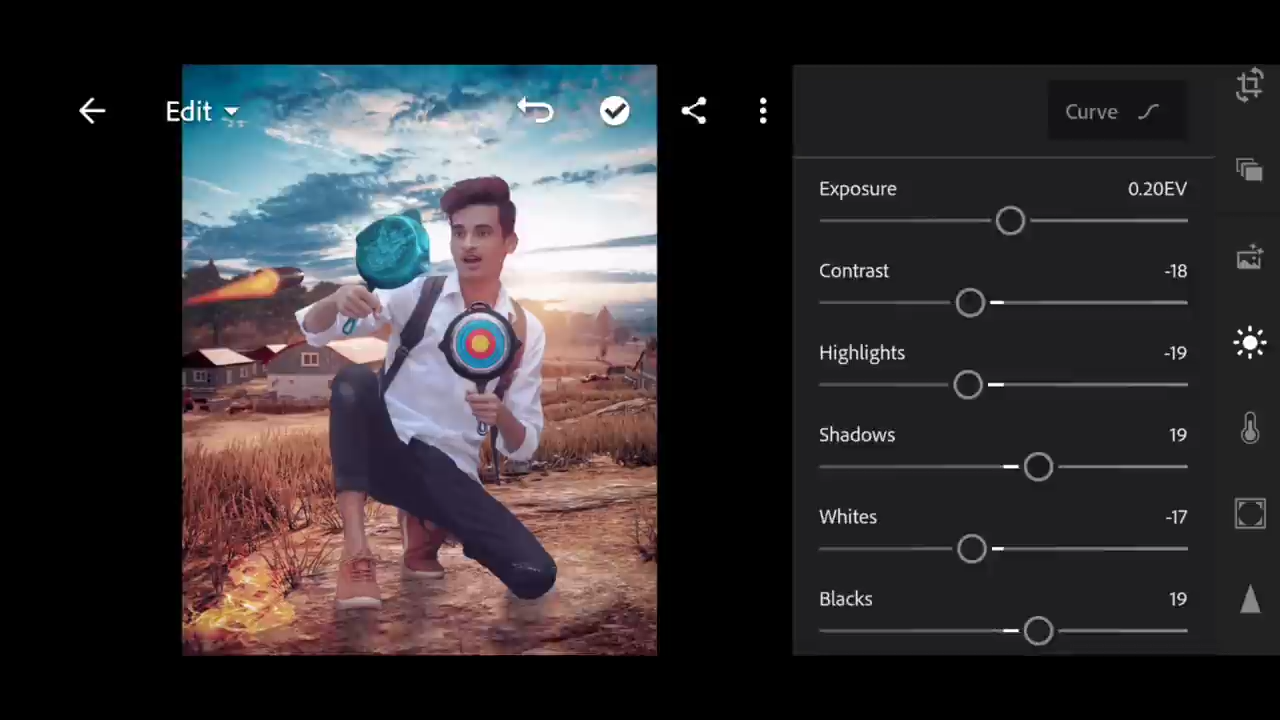 Edit
Curve
Exposure 0.20EV
Contrast -18
Highlights -19
Shadows 19
Whites -17
Blacks 19